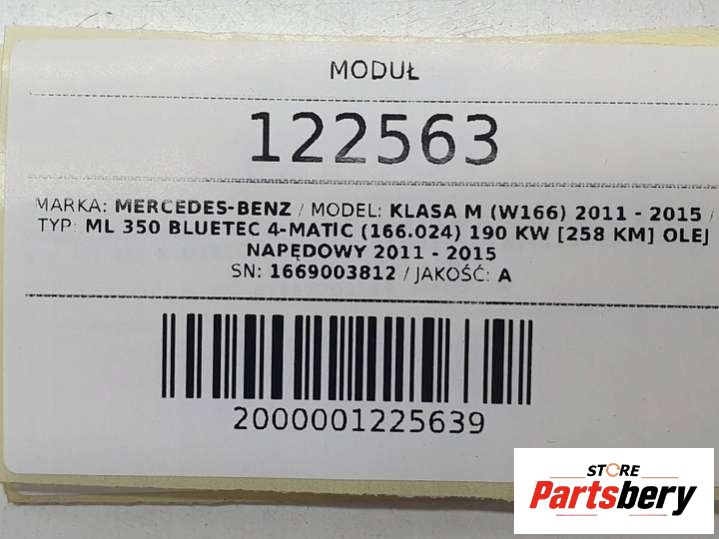 MODUŁ
122563
MARKA: MERCEDES-BENZ / MODEL: KLASA M (W166) 2011 - 2015 /
TYP: ML 350 BLUETEC 4-MATIC (166.024) 190 KW [258 KM] OLEJ
NAPĘDOWY 2011 - 2015
SN: 1669003812 / JAKOŚĆ: A
2000001225639
STORE
Partsbery